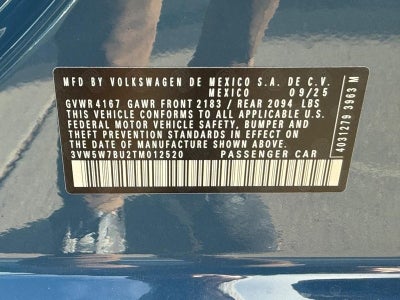 MFD BY VOLKSWAGEN DE MEXICO S.A. DE C.V.
MEXICO 09/25
GVWR 4167 GAWR FRONT 2183 / REAR 2094 LBS
THIS VEHICLE CONFORMS TO ALL APPLICABLE U.S.
FEDERAL MOTOR VEHICLE SAFETY, BUMPER AND
THEFT PREVENTION STANDARDS IN EFFECT ON THE
DATE OF MANUFACTURE SHOWN ABOVE.
3VW5W7BU2TM012520 PASSENGER CAR
4031279 3963 M